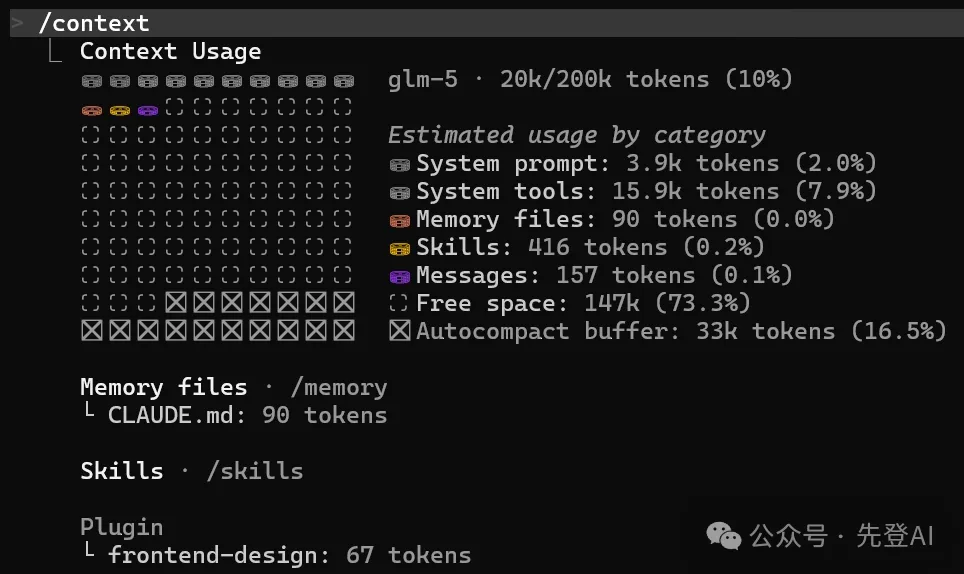 > /context
Context Usage
glm-5 · 20k/200k tokens (10%)
Estimated usage by category
System prompt: 3.9k tokens (2.0%)
System tools: 15.9k tokens (7.9%)
Memory files: 90 tokens (0.0%)
Skills: 416 tokens (0.2%)
Messages: 157 tokens (0.1%)
Free space: 147k (73.3%)
Autocompact buffer: 33k tokens (16.5%)
Memory files · /memory
└ CLAUDE.md: 90 tokens
Skills · /skills
Plugin
└ frontend-design: 67 tokens
公众号 · 先登AI